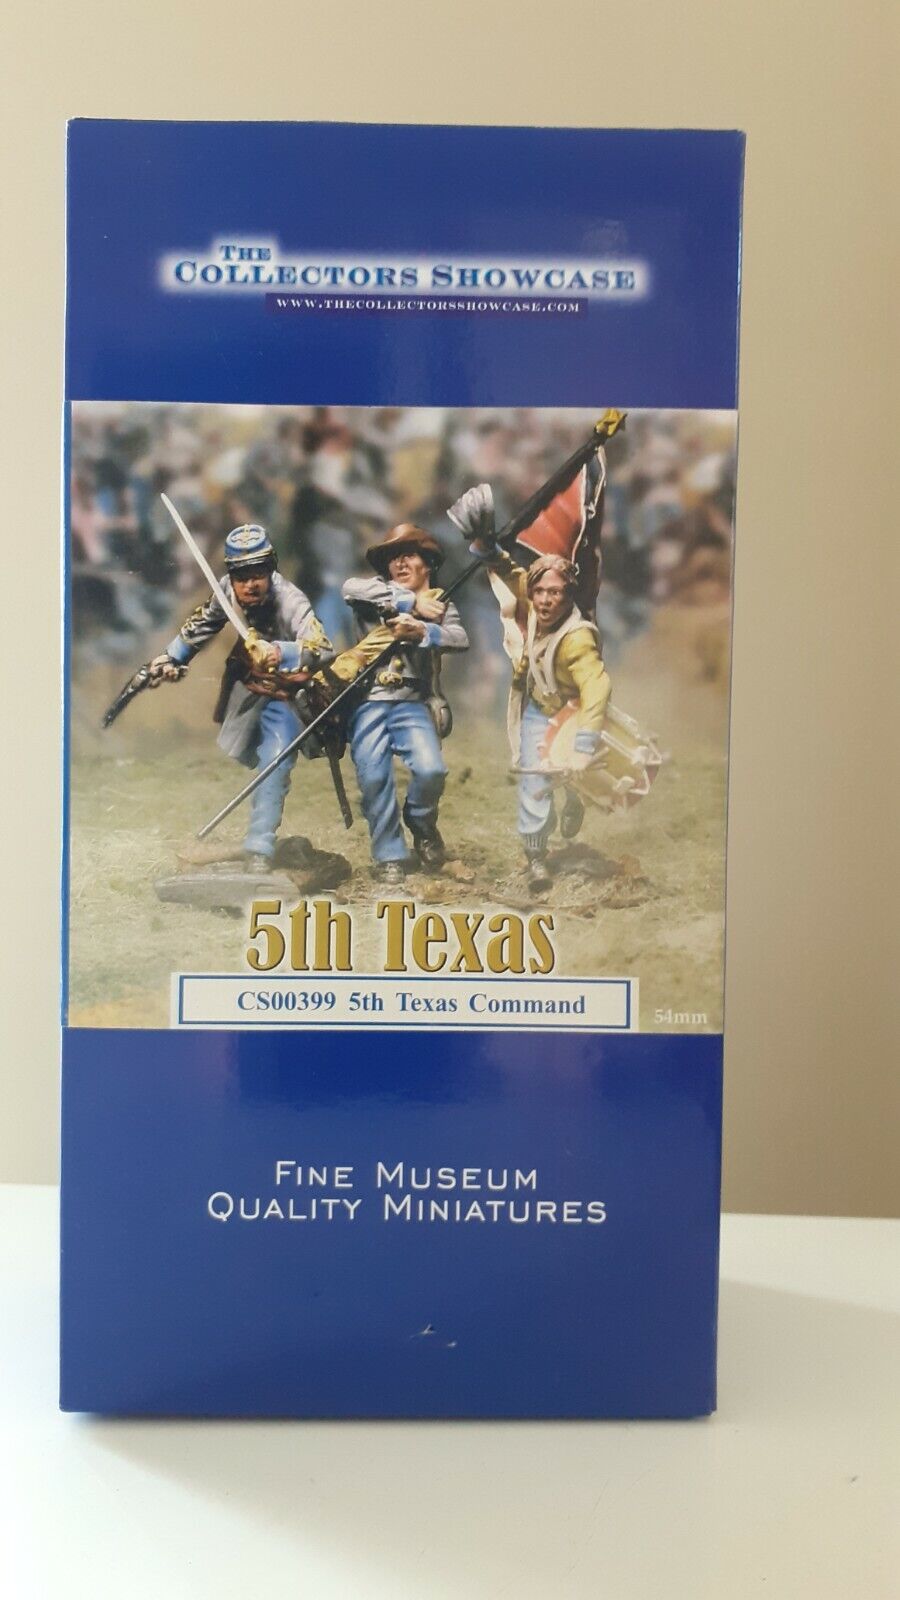 THE
COLLECTORS SHOWCASE
WWW.THECOLLECTORSSHOWCASE.COM
5th Texas
CS00399 5th Texas Command
54mm
FINE MUSEUM
QUALITY MINIATURES